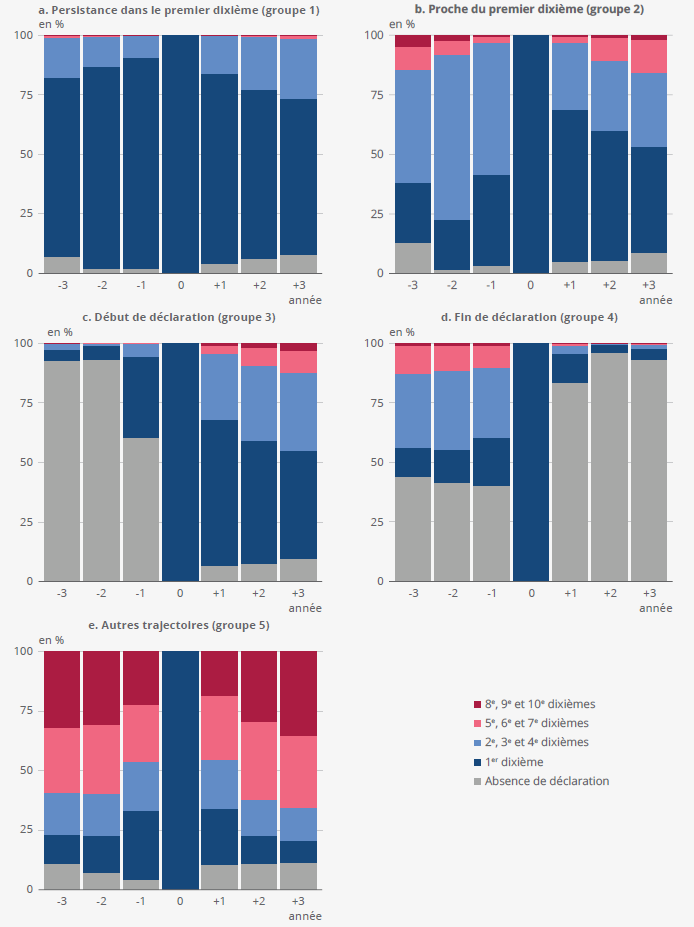 a. Persistance dans le premier dixième (groupe 1)
en %
100
75
50
25
0
-3 -2 -1 0 +1 +2 +3
année
b. Proche du premier dixième (groupe 2)
en %
100
75
50
25
0
-3 -2 -1 0 +1 +2 +3
année
c. Début de déclaration (groupe 3)
en %
100
75
50
25
0
-3 -2 -1 0 +1 +2 +3
année
d. Fin de déclaration (groupe 4)
en %
100
75
50
25
0
-3 -2 -1 0 +1 +2 +3
année
e. Autres trajectoires (groupe 5)
en %
100
75
50
25
0
-3 -2 -1 0 +1 +2 +3
année
8ᵉ, 9ᵉ et 10ᵉ dixièmes
5ᵉ, 6ᵉ et 7ᵉ dixièmes
2ᵉ, 3ᵉ et 4ᵉ dixièmes
1ᵉʳ dixième
Absence de déclaration